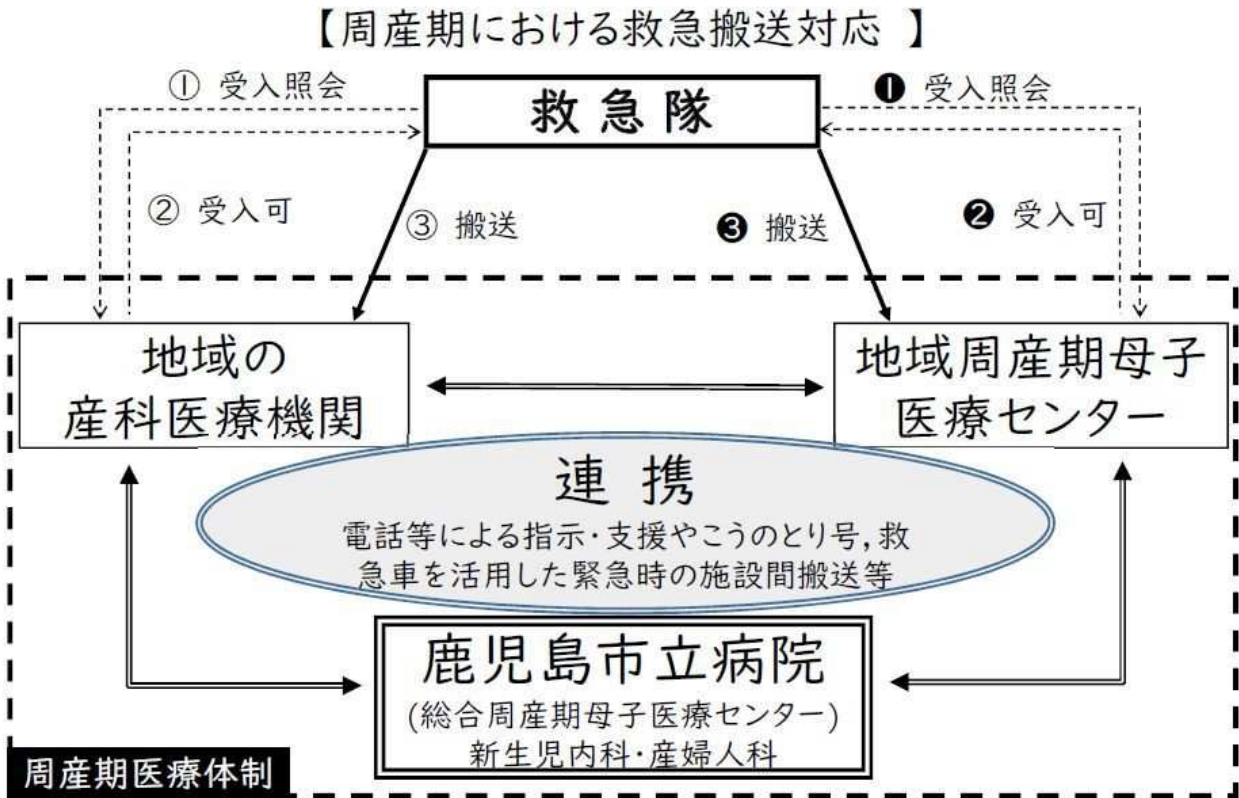 【周産期における救急搬送対応 】
① 受入照会
救急隊
❶ 受入照会
② 受入可
③ 搬送
❸ 搬送
❷ 受入可
地域の
産科医療機関
地域周産期母子
医療センター
連 携
電話等による指示・支援やこうのとり号,救
急車を活用した緊急時の施設間搬送等
鹿児島市立病院
(総合周産期母子医療センター)
新生児内科・産婦人科
周産期医療体制